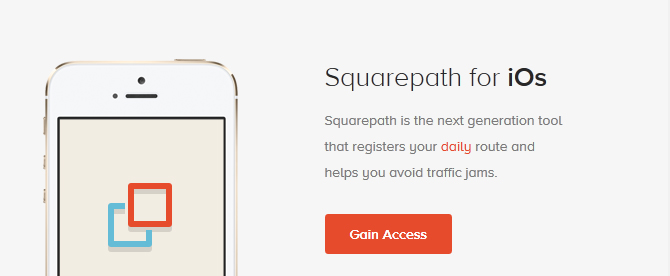 Squarepath for iOs
Squarepath is the next generation tool
that registers your daily route and
helps you avoid traffic jams.
Gain Access